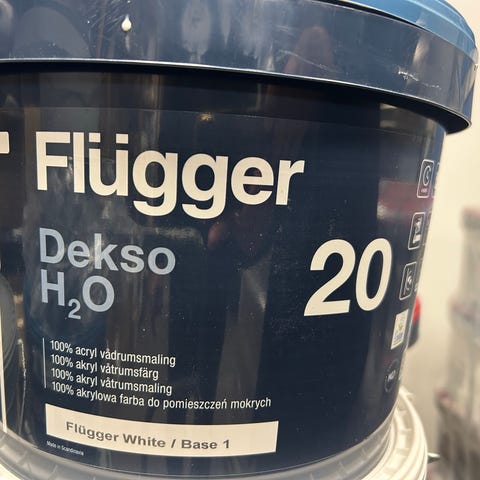 Flügger
Dekso
H₂O
20
100% acryl vådrumsmaling
100% akryl våtrumsfärg
100% akryl våtrumsmaling
100% akrylowa farba do pomieszczeń mokrych
Flügger White / Base 1
Made in Scandinavia